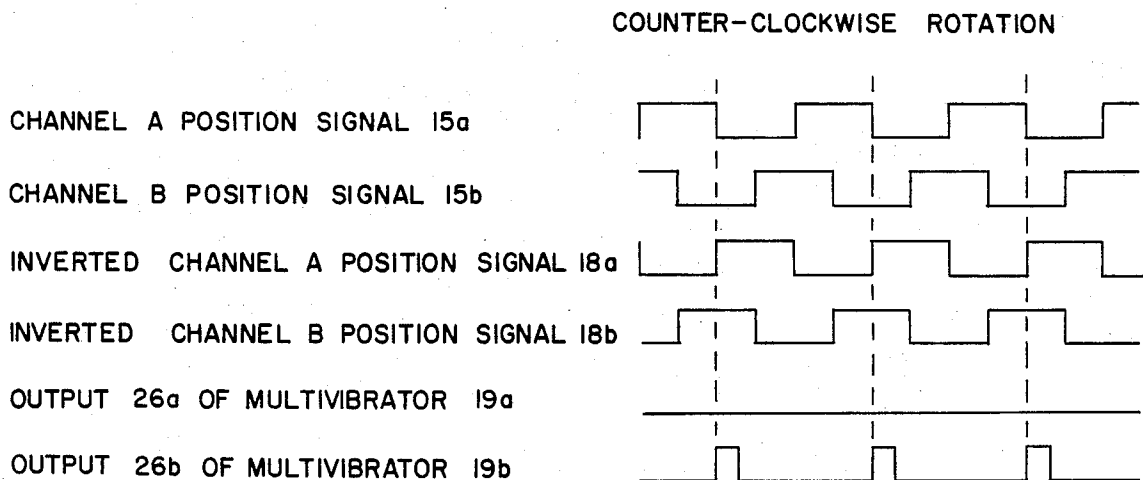 COUNTER-CLOCKWISE ROTATION
CHANNEL A POSITION SIGNAL 15a
CHANNEL B POSITION SIGNAL 15b
INVERTED CHANNEL A POSITION SIGNAL 18a
INVERTED CHANNEL B POSITION SIGNAL 18b
OUTPUT 26a OF MULTIVIBRATOR 19a
OUTPUT 26b OF MULTIVIBRATOR 19b